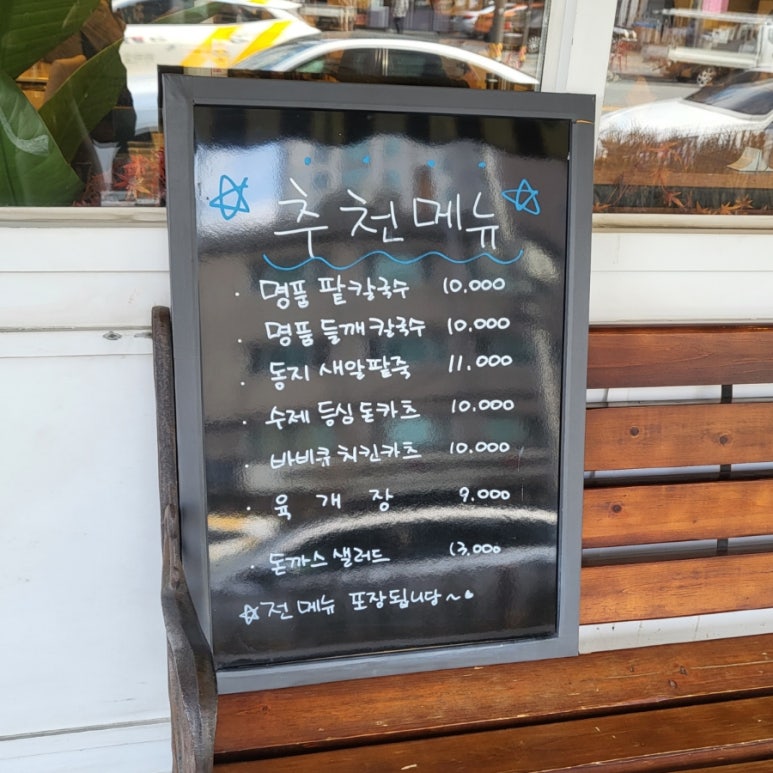 추천메뉴
· 명품 팥칼국수 10.000
· 명품 들깨칼국수 10.000
· 동지 새알팥죽 11.000
· 수제 등심돈카츠 10.000
· 바비큐 치킨카츠 10.000
· 육 개 장 9.000
· 돈까스 샐러드 13.000
☆전 메뉴 포장됩니당~